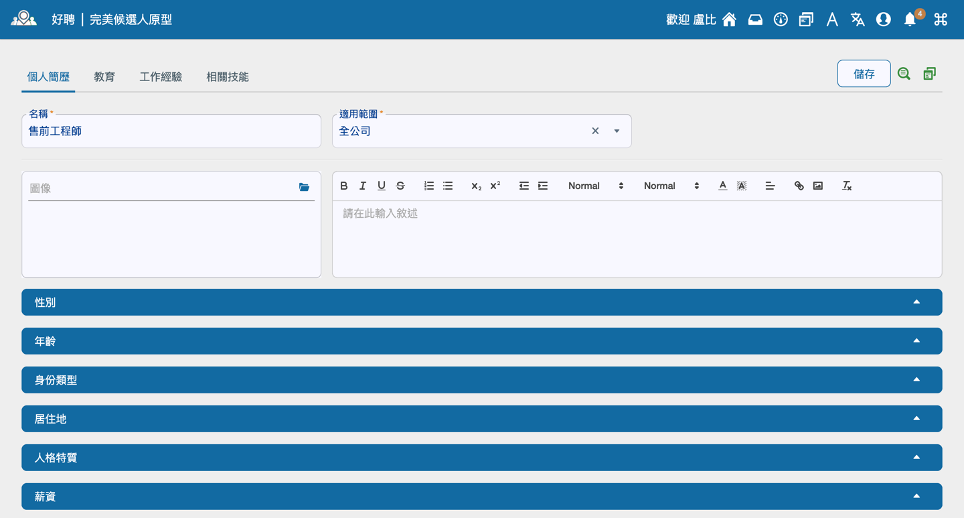 好聘 | 完美候選人原型
歡迎 盧比
4
個人簡歷 教育 工作經驗 相關技能
儲存
名稱 *
售前工程師
適用範圍 *
全公司
圖像
Normal Normal
請在此輸入敘述
性別
年齡
身份類型
居住地
人格特質
薪資